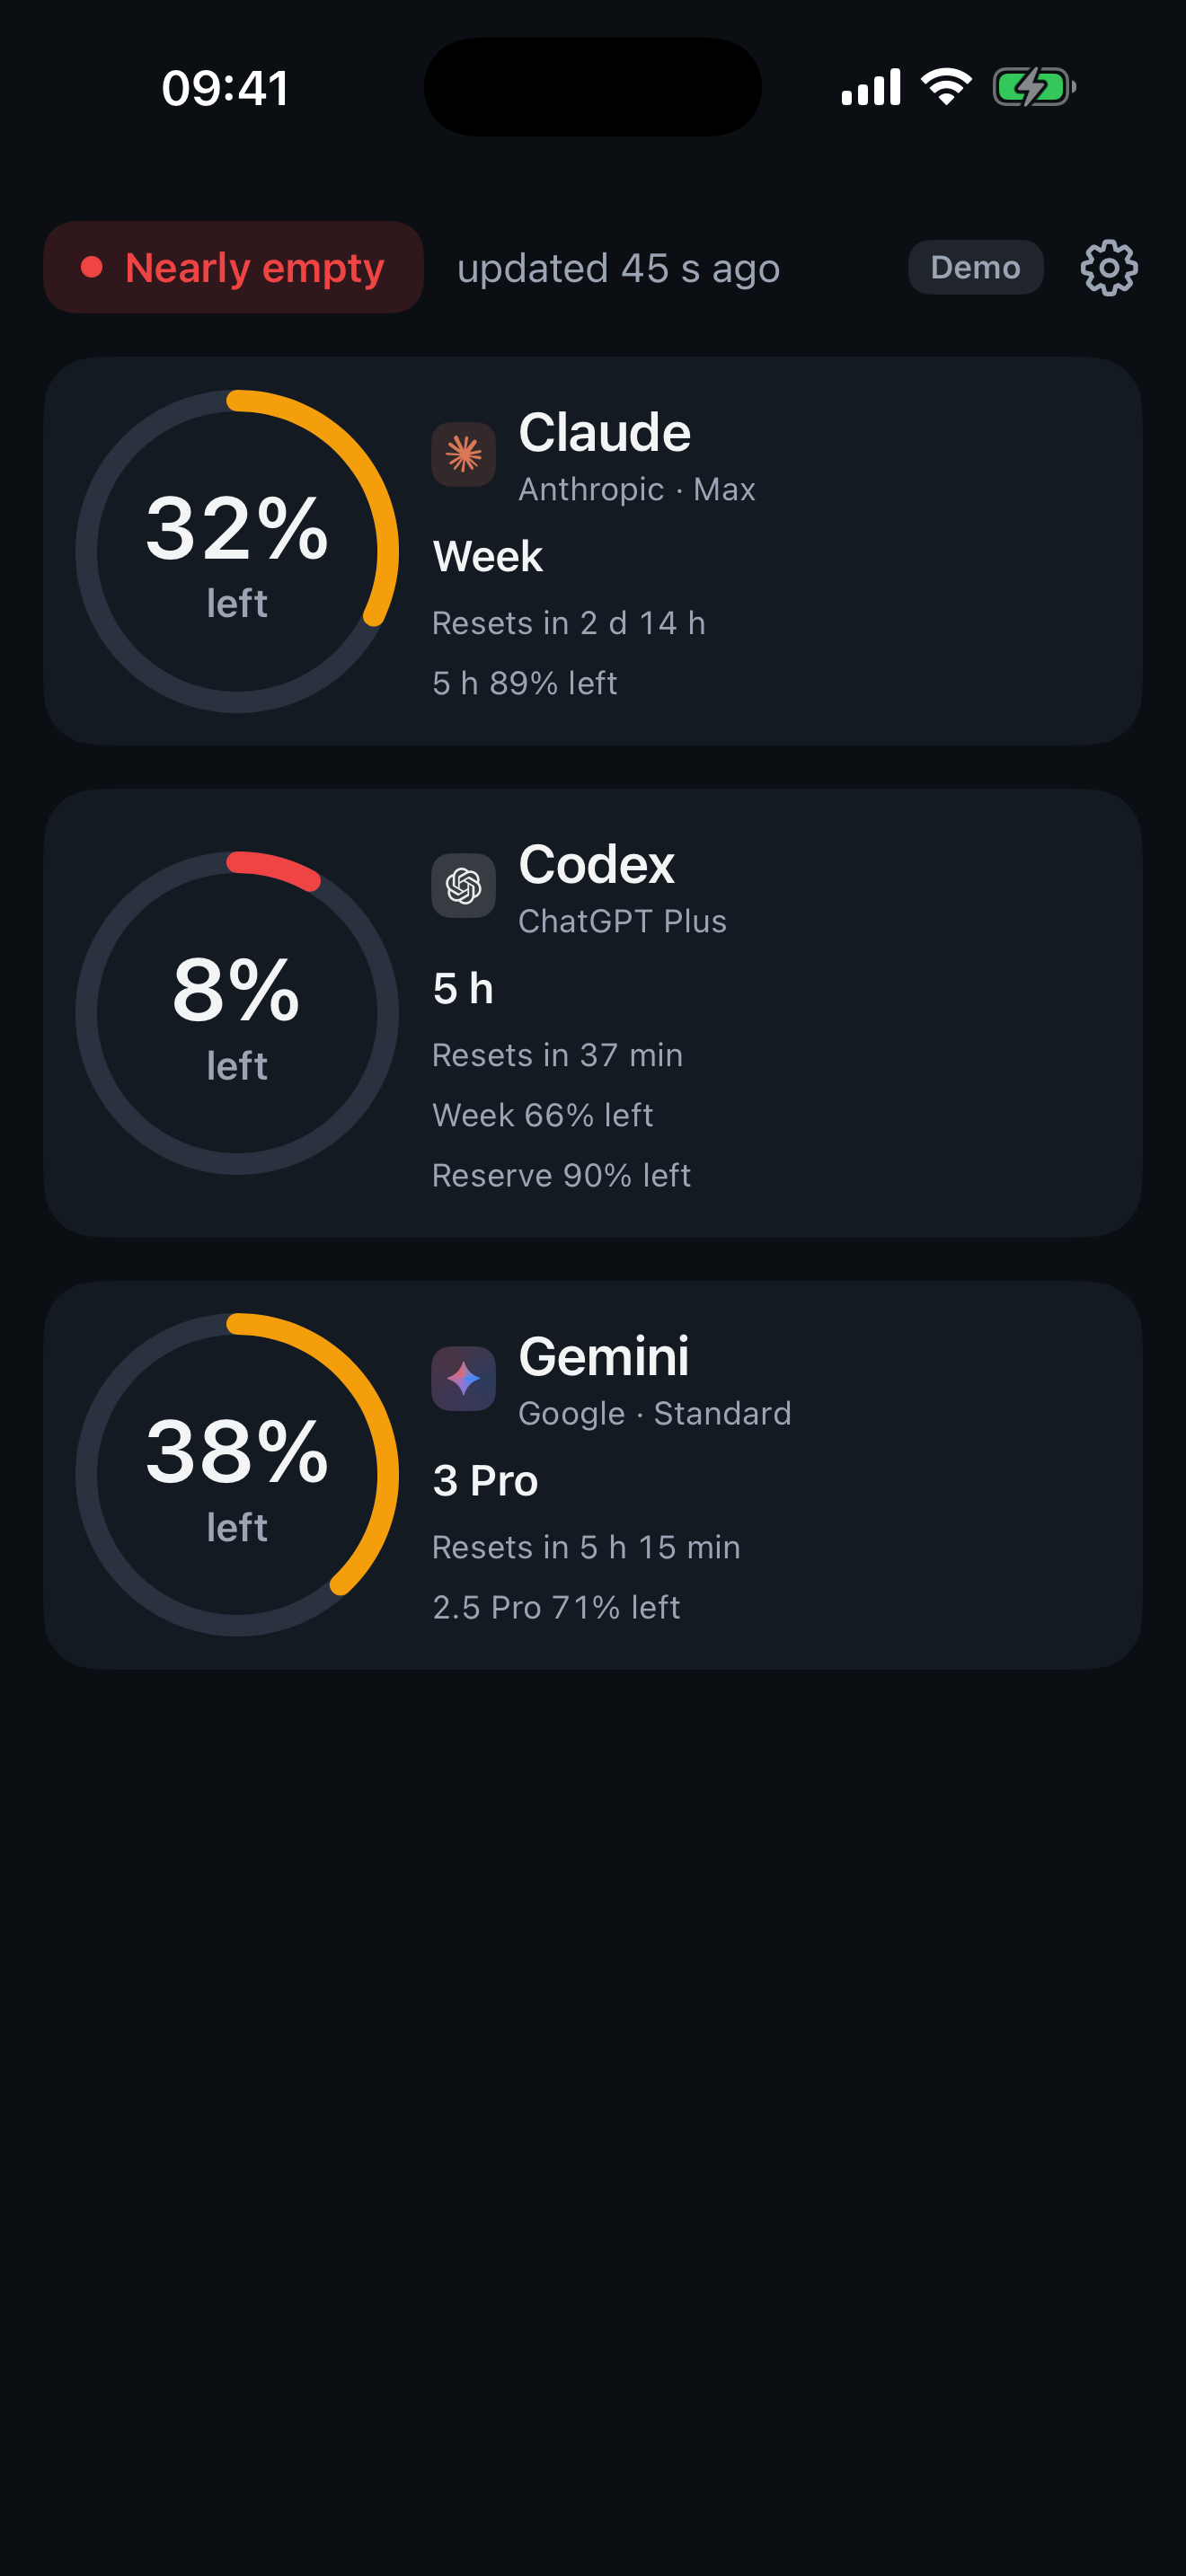 09:41
Nearly empty updated 45 s ago Demo
32%
left
Claude
Anthropic · Max
Week
Resets in 2 d 14 h
5 h 89% left
8%
left
Codex
ChatGPT Plus
5 h
Resets in 37 min
Week 66% left
Reserve 90% left
38%
left
Gemini
Google · Standard
3 Pro
Resets in 5 h 15 min
2.5 Pro 71% left